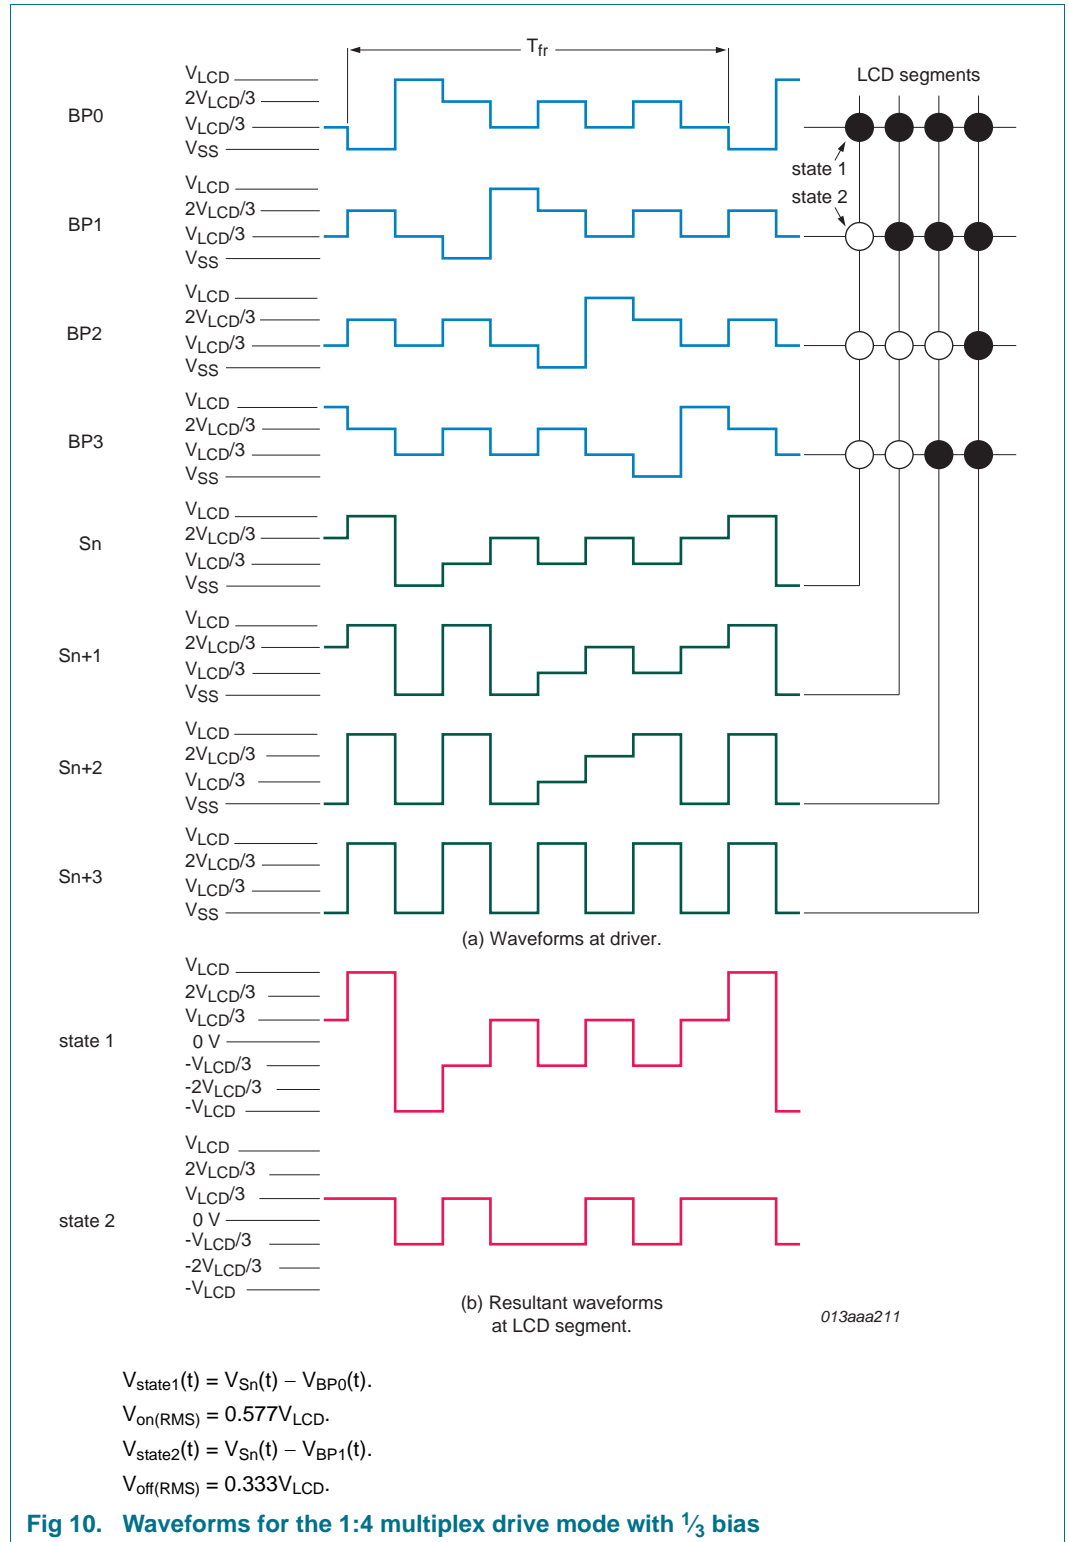 Tfr
LCD segments
BP0
VLCD
2VLCD/3
VLCD/3
VSS
state 1
state 2
BP1
VLCD
2VLCD/3
VLCD/3
VSS
BP2
VLCD
2VLCD/3
VLCD/3
VSS
BP3
VLCD
2VLCD/3
VLCD/3
VSS
Sn
VLCD
2VLCD/3
VLCD/3
VSS
Sn+1
VLCD
2VLCD/3
VLCD/3
VSS
Sn+2
VLCD
2VLCD/3
VLCD/3
VSS
Sn+3
VLCD
2VLCD/3
VLCD/3
VSS
(a) Waveforms at driver.
state 1
VLCD
2VLCD/3
VLCD/3
0 V
-VLCD/3
-2VLCD/3
-VLCD
state 2
VLCD
2VLCD/3
VLCD/3
0 V
-VLCD/3
-2VLCD/3
-VLCD
(b) Resultant waveforms
at LCD segment.
013aaa211
Vstate1(t) = VSn(t) − VBP0(t).
Von(RMS) = 0.577VLCD.
Vstate2(t) = VSn(t) − VBP1(t).
Voff(RMS) = 0.333VLCD.
Fig 10. Waveforms for the 1:4 multiplex drive mode with 1⁄3 bias